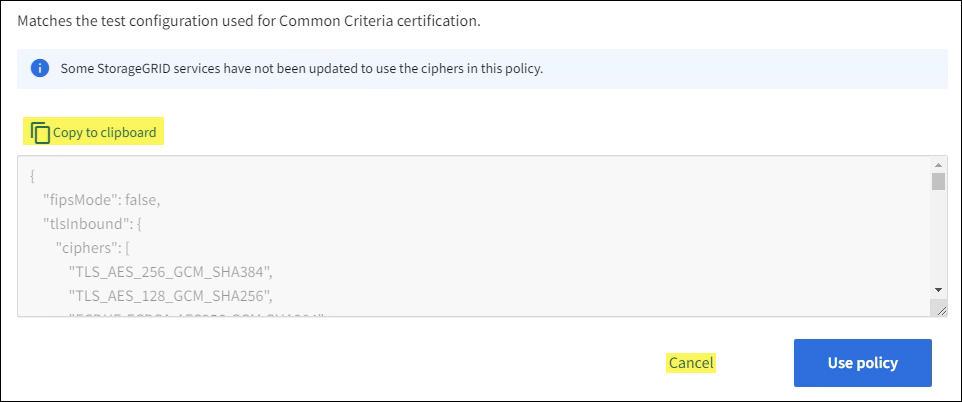 Matches the test configuration used for Common Criteria certification.
Some StorageGRID services have not been updated to use the ciphers in this policy.
Copy to clipboard
{
"fipsMode": false,
"tlsInbound": {
"ciphers": [
"TLS_AES_256_GCM_SHA384",
"TLS_AES_128_GCM_SHA256",
Cancel
Use policy